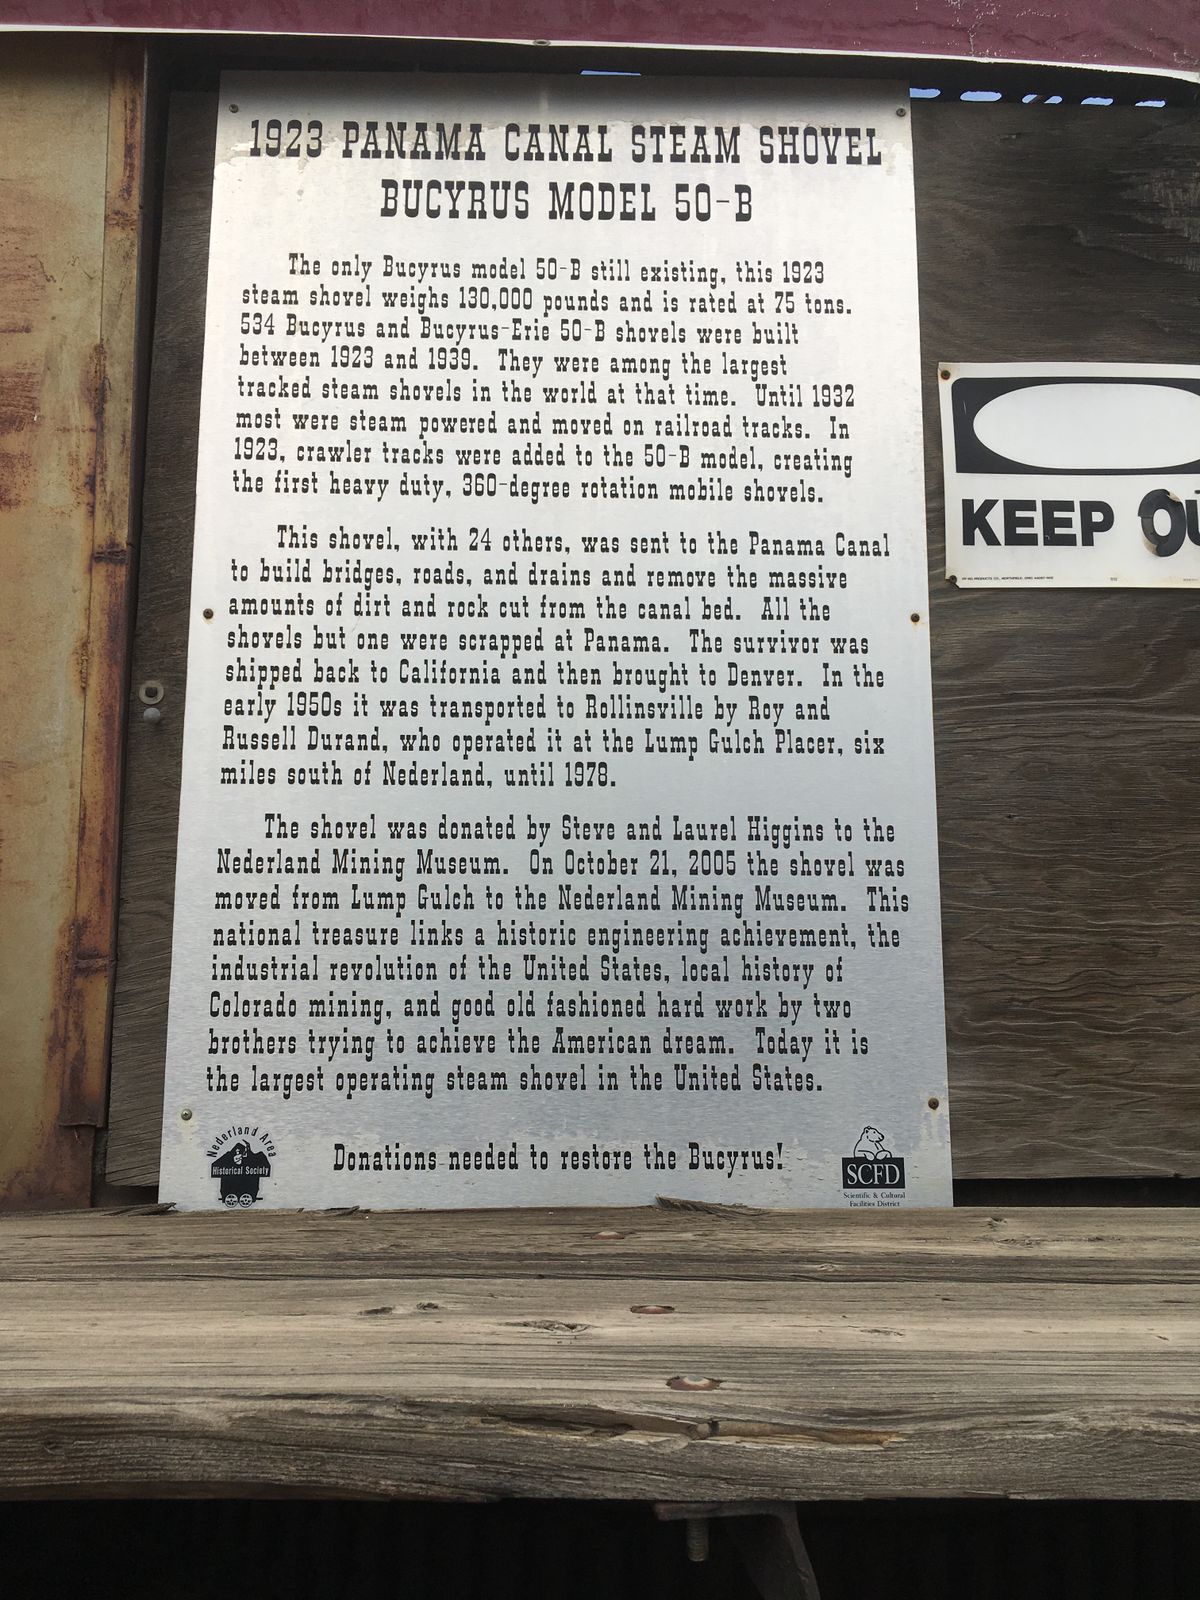 1923 PANAMA CANAL STEAM SHOVEL
BUCYRUS MODEL 50-B
The only Bucyrus model 50-B still existing, this 1923
steam shovel weighs 130,000 pounds and is rated at 75 tons.
534 Bucyrus and Bucyrus-Erie 50-B shovels were built
between 1923 and 1939. They were among the largest
tracked steam shovels in the world at that time. Until 1932
most were steam powered and moved on railroad tracks. In
1923, crawler tracks were added to the 50-B model, creating
the first heavy duty, 360-degree rotation mobile shovels.
This shovel, with 24 others, was sent to the Panama Canal
to build bridges, roads, and drains and remove the massive
amounts of dirt and rock cut from the canal bed. All the
shovels but one were scrapped at Panama. The survivor was
shipped back to California and then brought to Denver. In the
early 1950s it was transported to Rollinsville by Roy and
Russell Durand, who operated it at the Lump Gulch Placer, six
miles south of Nederland, until 1978.
The shovel was donated by Steve and Laurel Higgins to the
Nederland Mining Museum. On October 21, 2005 the shovel was
moved from Lump Gulch to the Nederland Mining Museum. This
national treasure links a historic engineering achievement, the
industrial revolution of the United States, local history of
Colorado mining, and good old fashioned hard work by two
brothers trying to achieve the American dream. Today it is
the largest operating steam shovel in the United States.
Donations needed to restore the Bucyrus!
Nederland Area
Historical Society
SCFD
Scientific & Cultural
Facilities District
KEEP OU